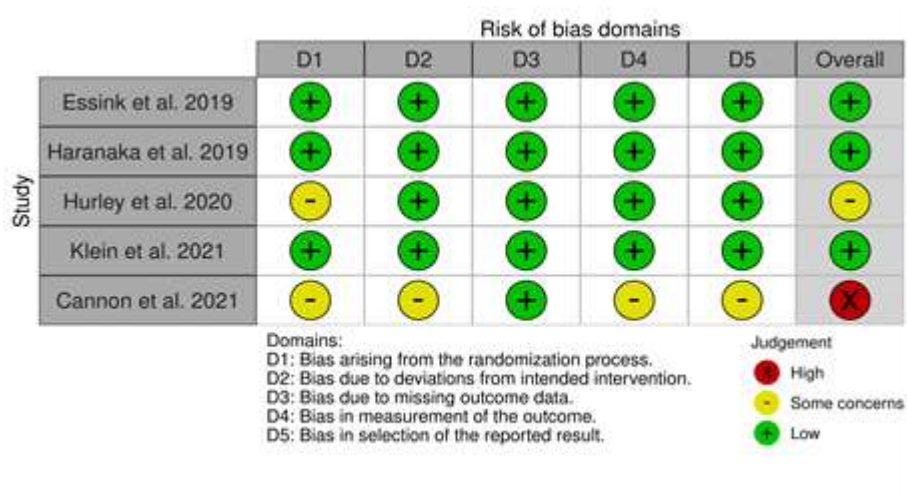 Risk of bias domains
D1 D2 D3 D4 D5 Overall
Study
Essink et al. 2019 + + + + + +
Haranaka et al. 2019 + + + + + +
Hurley et al. 2020 - + + + + -
Klein et al. 2021 + + + + + +
Cannon et al. 2021 - - + - - X
Domains:
D1: Bias arising from the randomization process.
D2: Bias due to deviations from intended intervention.
D3: Bias due to missing outcome data.
D4: Bias in measurement of the outcome.
D5: Bias in selection of the reported result.
Judgement
X High
- Some concerns
+ Low